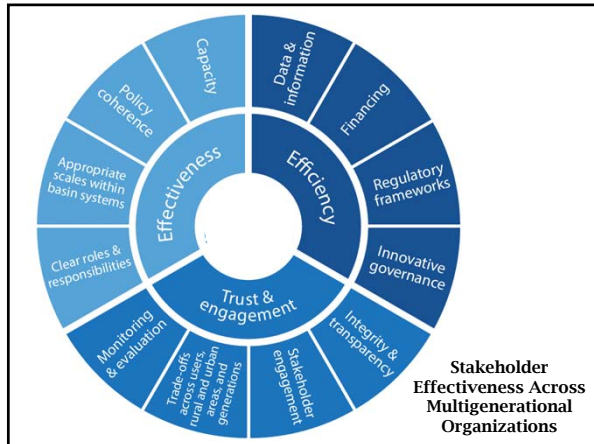 Capacity
Policy
coherence
Appropriate
scales within
basin systems
Clear roles &
responsibilities
Effectiveness
Data &
information
Financing
Regulatory
frameworks
Innovative
governance
Efficiency
Trust &
engagement
Monitoring
& evaluation
Trade-offs
across users,
rural and urban
areas, and
generations
Stakeholder
engagement
Integrity &
transparency
Stakeholder
Effectiveness Across
Multigenerational
Organizations